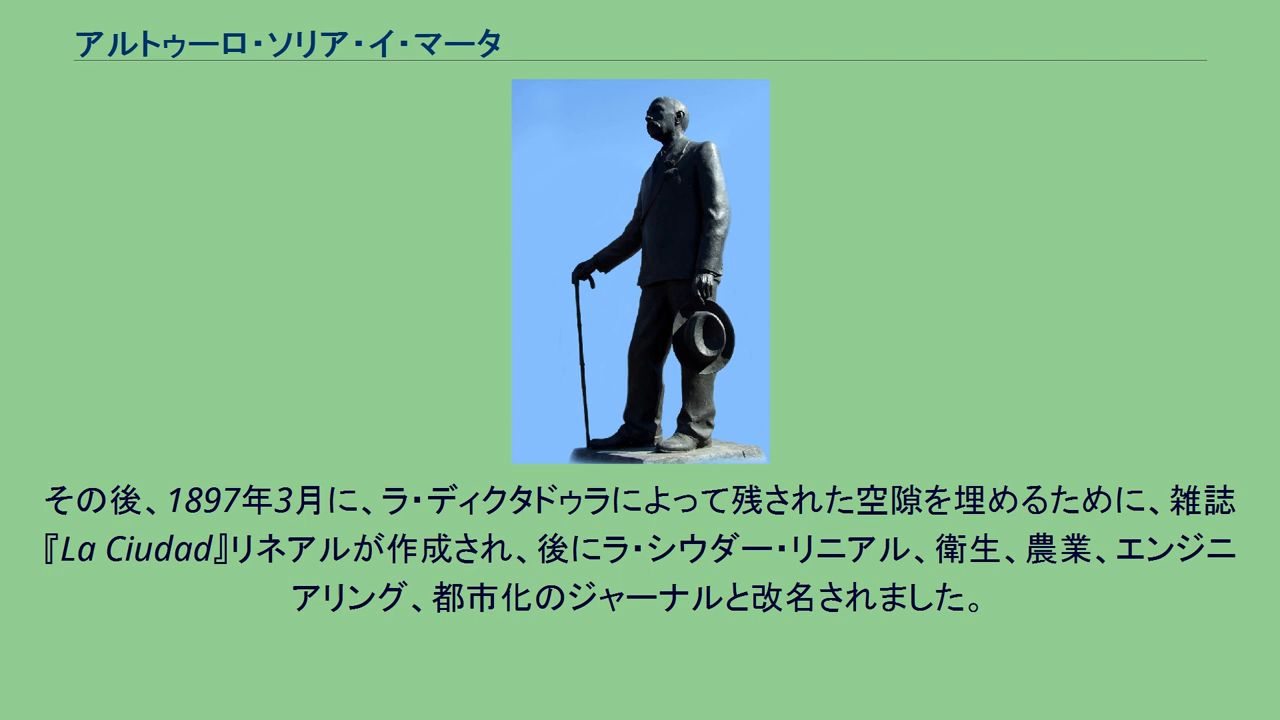 アルトゥーロ・ソリア・イ・マータ
その後、1897年3月に、ラ・ディクタドゥラによって残された空隙を埋めるために、雑誌
『La Ciudad』リネアルが作成され、後にラ・シウダー・リニアル、衛生、農業、エンジニ
アリング、都市化のジャーナルと改名されました。